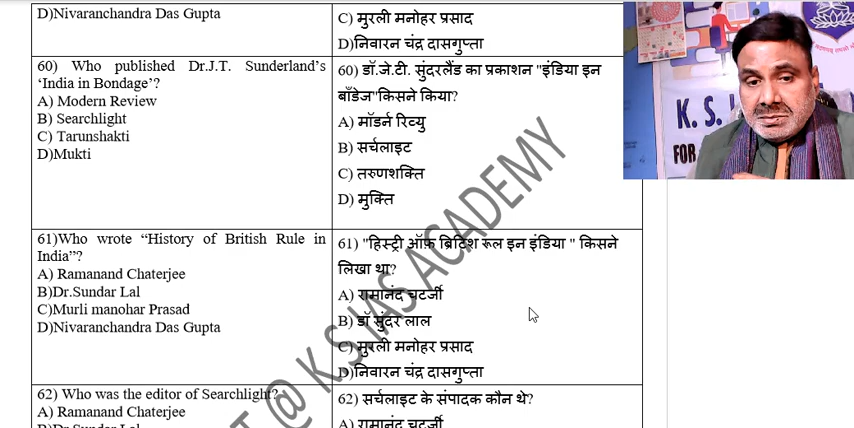 D)Nivaranchandra Das Gupta
60) Who published Dr.J.T. Sunderland's
‘India in Bondage’?
A) Modern Review
B) Searchlight
C) Tarunshakti
D)Mukti
61)Who wrote “History of British Rule in
India”?
A) Ramanand Chaterjee
B)Dr.Sundar Lal
C)Murli manohar Prasad
D)Nivaranchandra Das Gupta
62) Who was the editor of Searchlight?
A) Ramanand Chaterjee
B)Dr.Sundar Lal
C) मुरली मनोहर प्रसाद
D)निवारन चंद्र दासगुप्ता
60) डॉ.जे.टी. सुंदरलैंड का प्रकाशन "इंडिया इन
बॉंडेज"किसने किया?
A) मॉडर्न रिव्यु
B) सर्चलाइट
C) तरुणशक्ति
D) मुक्ति
61) "हिस्ट्री ऑफ़ ब्रिटिश रूल इन इंडिया " किसने
लिखा था?
A) रामानंद चटर्जी
B) डॉ सुंदर लाल
C) मुरली मनोहर प्रसाद
D)निवारन चंद्र दासगुप्ता
62) सर्चलाइट के संपादक कौन थे?
A) रामानंद चटर्जी
T @ K.S.IAS ACADEMY
K. S. I
FOR